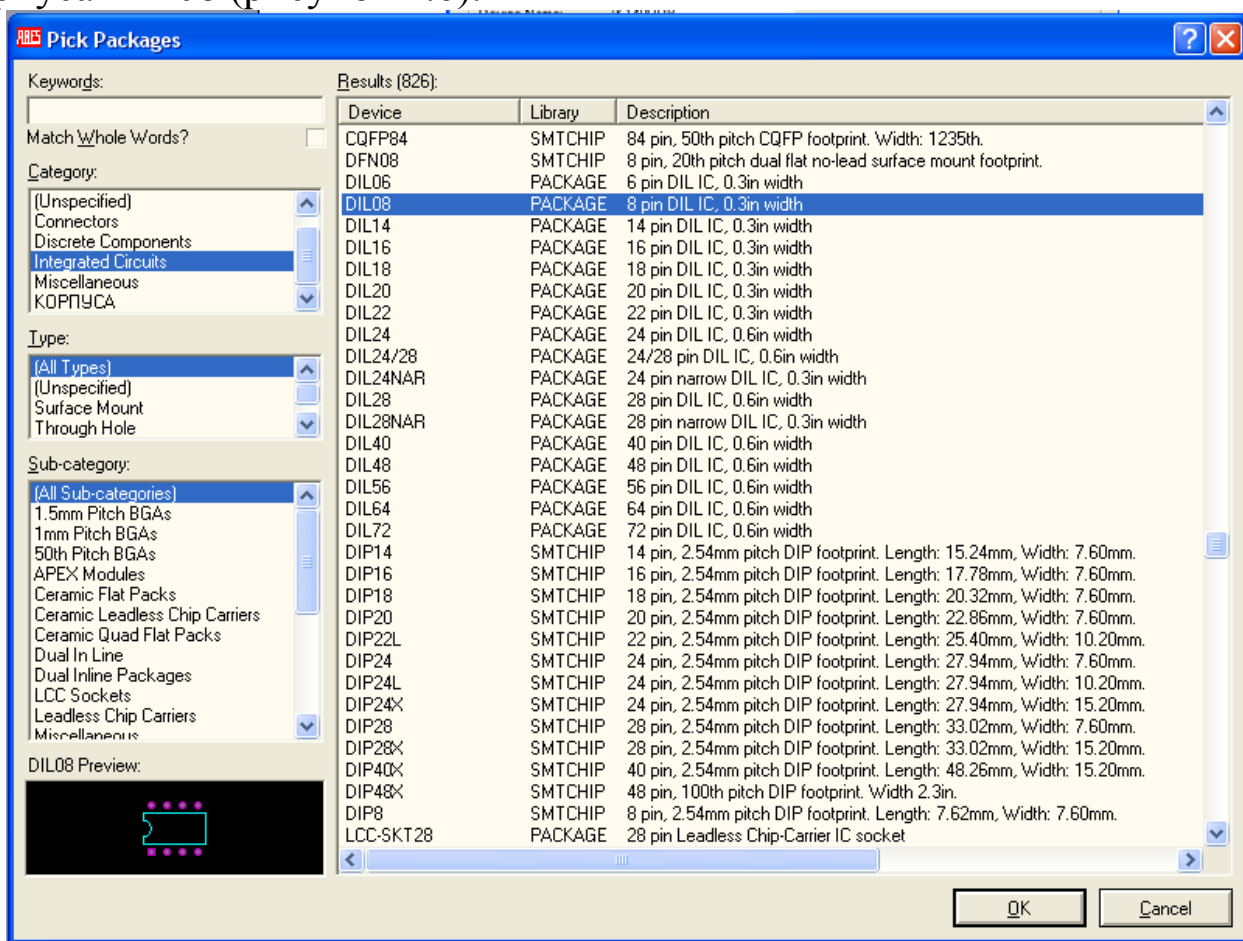 ARES Pick Packages
Keywords:
Match Whole Words?
Category:
(Unspecified)
Connectors
Discrete Components
Integrated Circuits
Miscellaneous
КОРПУСА
Type:
(All Types)
(Unspecified)
Surface Mount
Through Hole
Sub-category:
(All Sub-categories)
1.5mm Pitch BGAs
1mm Pitch BGAs
50th Pitch BGAs
APEX Modules
Ceramic Flat Packs
Ceramic Leadless Chip Carriers
Ceramic Quad Flat Packs
Dual In Line
Dual Inline Packages
LCC Sockets
Leadless Chip Carriers
Miscellaneous
DIL08 Preview:
Results (826):
Device Library Description
CQFP84 SMTCHIP 84 pin, 50th pitch CQFP footprint. Width: 1235th.
DFN08 SMTCHIP 8 pin, 20th pitch dual flat no-lead surface mount footprint.
DIL06 PACKAGE 6 pin DIL IC, 0.3in width
DIL08 PACKAGE 8 pin DIL IC, 0.3in width
DIL14 PACKAGE 14 pin DIL IC, 0.3in width
DIL16 PACKAGE 16 pin DIL IC, 0.3in width
DIL18 PACKAGE 18 pin DIL IC, 0.3in width
DIL20 PACKAGE 20 pin DIL IC, 0.3in width
DIL22 PACKAGE 22 pin DIL IC, 0.3in width
DIL24 PACKAGE 24 pin DIL IC, 0.6in width
DIL24/28 PACKAGE 24/28 pin DIL IC, 0.6in width
DIL24NAR PACKAGE 24 pin narrow DIL IC, 0.3in width
DIL28 PACKAGE 28 pin DIL IC, 0.6in width
DIL28NAR PACKAGE 28 pin narrow DIL IC, 0.3in width
DIL40 PACKAGE 40 pin DIL IC, 0.6in width
DIL48 PACKAGE 48 pin DIL IC, 0.6in width
DIL56 PACKAGE 56 pin DIL IC, 0.6in width
DIL64 PACKAGE 64 pin DIL IC, 0.6in width
DIL72 PACKAGE 72 pin DIL IC, 0.6in width
DIP14 SMTCHIP 14 pin, 2.54mm pitch DIP footprint. Length: 15.24mm, Width: 7.60mm.
DIP16 SMTCHIP 16 pin, 2.54mm pitch DIP footprint. Length: 17.78mm, Width: 7.60mm.
DIP18 SMTCHIP 18 pin, 2.54mm pitch DIP footprint. Length: 20.32mm, Width: 7.60mm.
DIP20 SMTCHIP 20 pin, 2.54mm pitch DIP footprint. Length: 22.86mm, Width: 7.60mm.
DIP22L SMTCHIP 22 pin, 2.54mm pitch DIP footprint. Length: 25.40mm, Width: 10.20mm.
DIP24 SMTCHIP 24 pin, 2.54mm pitch DIP footprint. Length: 27.94mm, Width: 7.60mm.
DIP24L SMTCHIP 24 pin, 2.54mm pitch DIP footprint. Length: 27.94mm, Width: 10.20mm.
DIP24X SMTCHIP 24 pin, 2.54mm pitch DIP footprint. Length: 27.94mm, Width: 15.20mm.
DIP28 SMTCHIP 28 pin, 2.54mm pitch DIP footprint. Length: 33.02mm, Width: 7.60mm.
DIP28X SMTCHIP 28 pin, 2.54mm pitch DIP footprint. Length: 33.02mm, Width: 15.20mm.
DIP40X SMTCHIP 40 pin, 2.54mm pitch DIP footprint. Length: 48.26mm, Width: 15.20mm.
DIP48X SMTCHIP 48 pin, 100th pitch DIP footprint. Width 2.3in.
DIP8 SMTCHIP 8 pin, 2.54mm pitch DIP footprint. Length: 7.62mm, Width: 7.60mm.
LCC-SKT28 PACKAGE 28 pin Leadless Chip-Carrier IC socket
OK Cancel